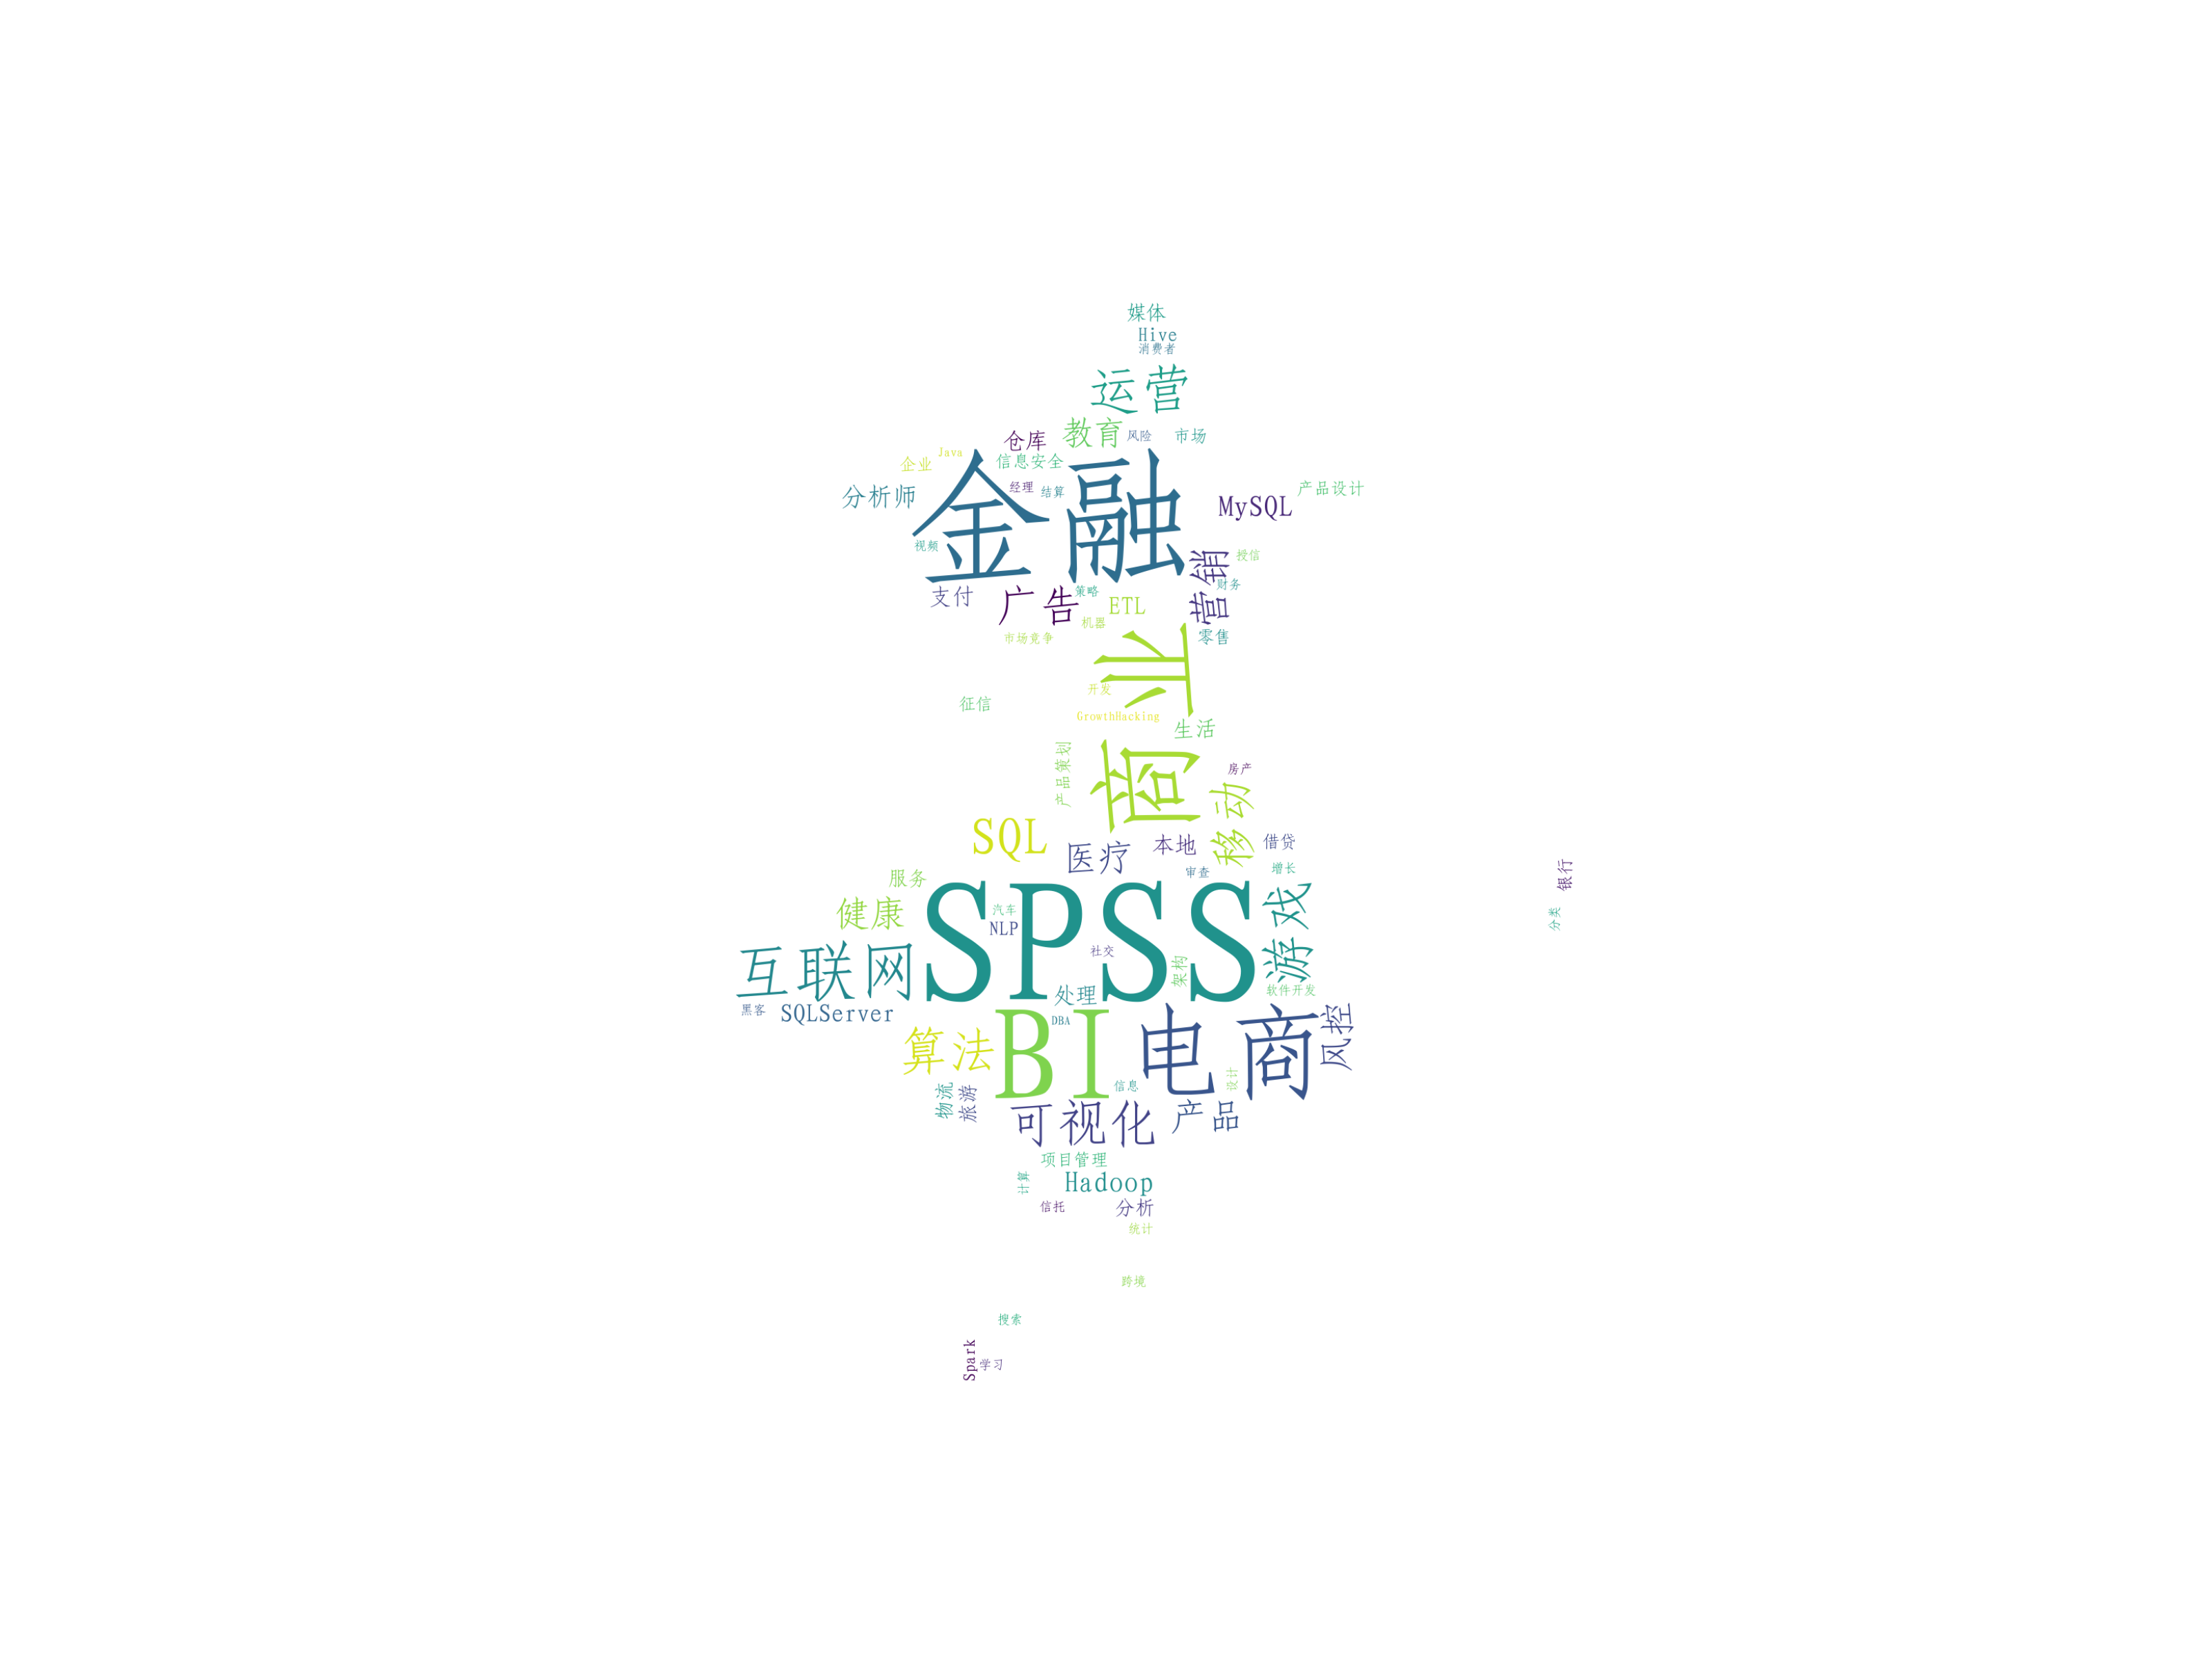 媒体
Hive
消费者
运营
教育
风险
市场
仓库
信息安全
Java
企业
分析师
金融
经理
结算
产品设计
MySQL
视频
授信
营销
财务
支付
广告
策略
ETL
机器
市场竞争
零售
商业
开发
征信
GrowthHacking
生活
产品策划
房产
移动
SQL
医疗
本地
借贷
审查
增长
银行
分类
服务
健康
SPSS
汽车
NLP
游戏
社交
架构
互联网
处理
软件开发
黑客
SQLServer
DBA
BI
电商
风控
算法
信息
设计
物流
旅游
可视化
产品
项目管理
计算
Hadoop
信托
分析
统计
跨境
搜索
Spark
学习